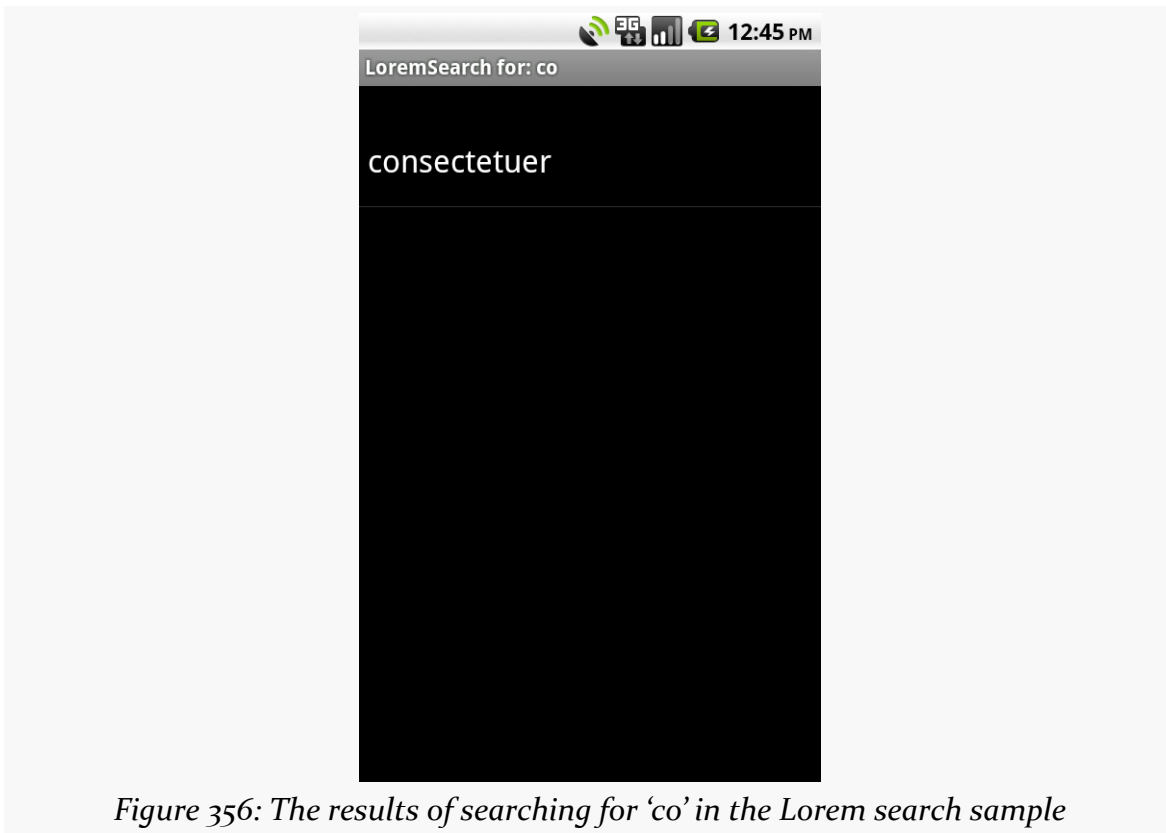 3G 12:45 PM
LoremSearch for: co
consectetuer
Figure 356: The results of searching for ‘co’ in the Lorem search sample